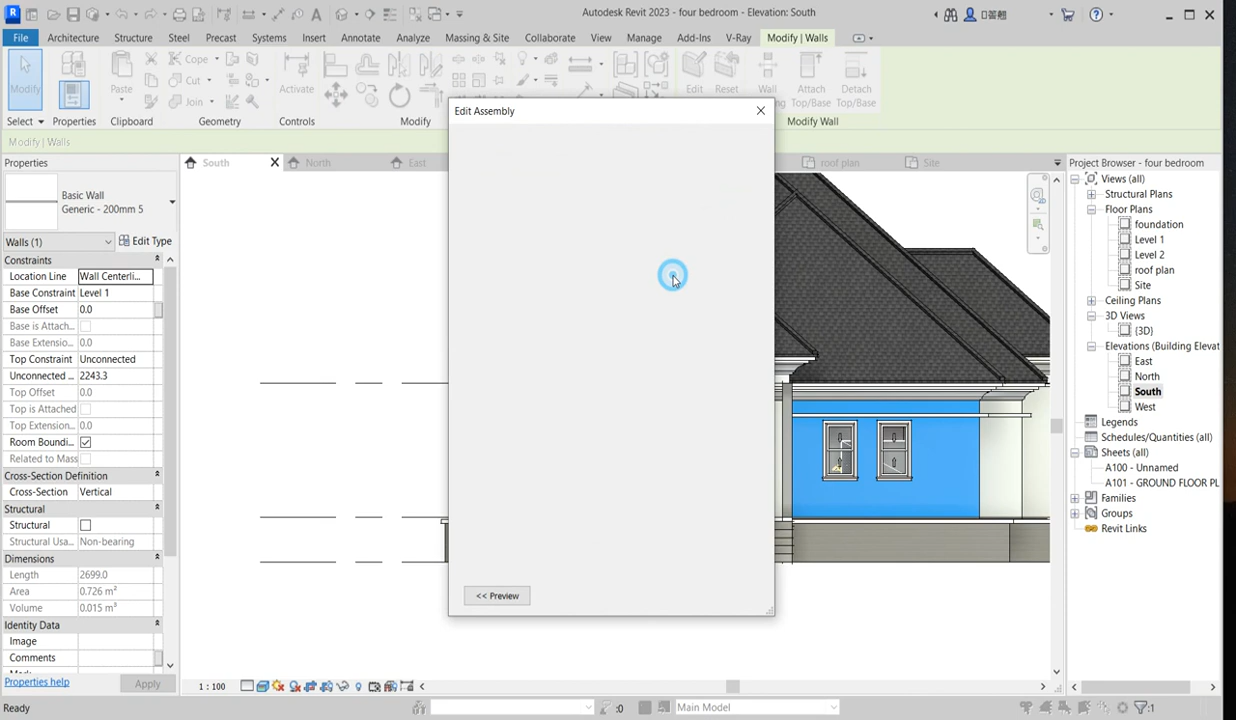 Autodesk Revit 2023 - four bedroom - Elevation: South
File Architecture Structure Steel Precast Systems Insert Annotate Analyze Massing & Site Collaborate View Manage Add-Ins V-Ray Modify | Walls
Modify Paste Cope Cut Join Activate Edit Reset Wall Attach Top/Base Detach Top/Base
Select Properties Clipboard Geometry Controls Modify Modify Wall
Modify | Walls
Edit Assembly
Properties
South North East roof plan Site
Project Browser - four bedroom
Basic Wall
Generic - 200mm 5
Walls (1) Edit Type
Constraints
Location Line Wall Centerli...
Base Constraint Level 1
Base Offset 0.0
Base is Attach...
Base Extensio...
Top Constraint Unconnected
Unconnected ... 2243.3
Top Offset 0.0
Top is Attached
Top Extension... 0.0
Room Boundi...
Related to Mass
Cross-Section Definition
Cross-Section Vertical
Structural
Structural
Structural Usa... Non-bearing
Dimensions
Length 2699.0
Area 0.726 m²
Volume 0.015 m³
Identity Data
Image
Comments
Properties help Apply
<< Preview
Views (all)
Structural Plans
Floor Plans
foundation
Level 1
Level 2
roof plan
Site
Ceiling Plans
3D Views
{3D}
Elevations (Building Elevat
East
North
South
West
Legends
Schedules/Quantities (all)
Sheets (all)
A100 - Unnamed
A101 - GROUND FLOOR PL
Families
Groups
Revit Links
1 : 100
Ready :0 Main Model :1